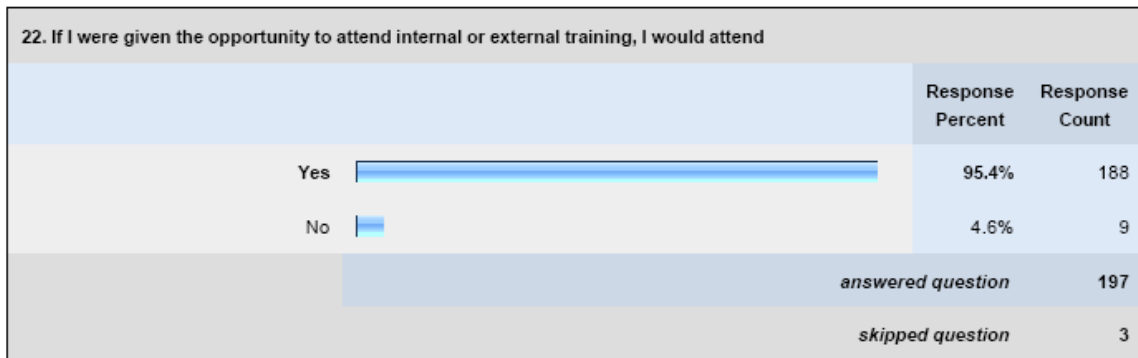 22. If I were given the opportunity to attend internal or external training, I would attend
Response Percent
Response Count
Yes 95.4% 188
No 4.6% 9
answered question 197
skipped question 3